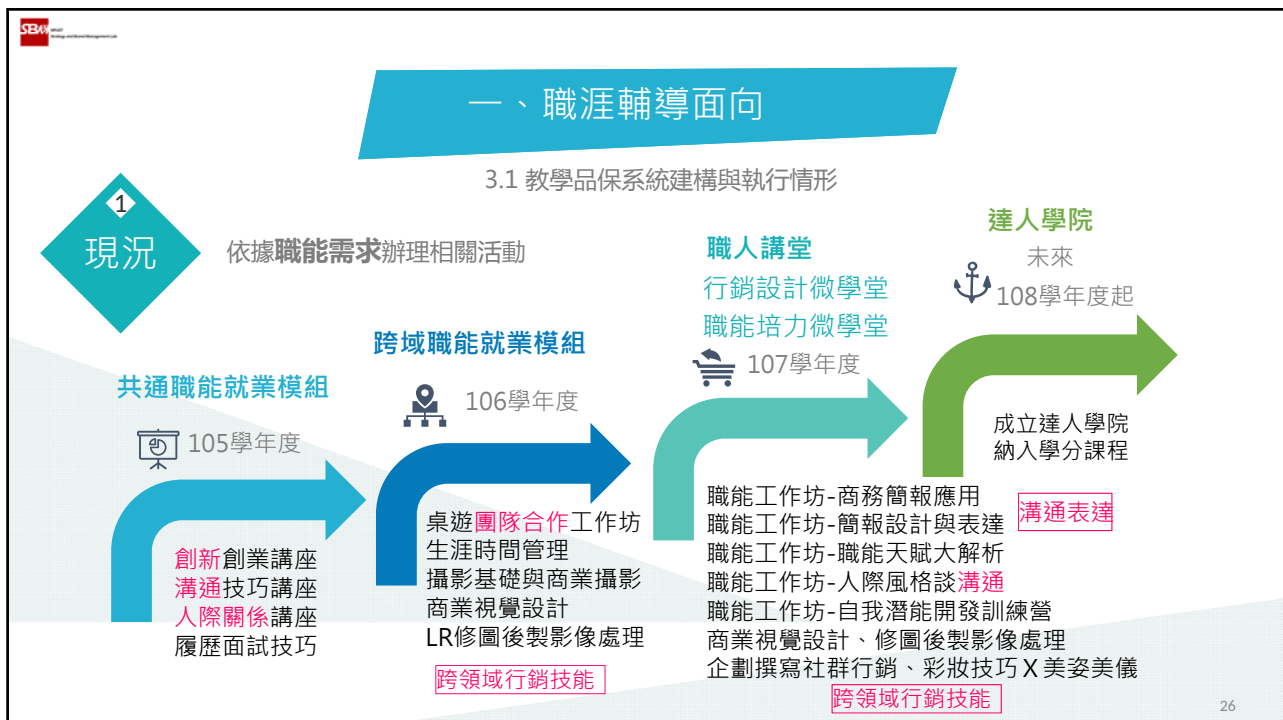 SBM
Strategy and Brand Management Lab
一、職涯輔導面向
3.1 教學品保系統建構與執行情形
1
現況
依據職能需求辦理相關活動
共通職能就業模組
105學年度
創新創業講座
溝通技巧講座
人際關係講座
履歷面試技巧
跨域職能就業模組
106學年度
桌遊團隊合作工作坊
生涯時間管理
攝影基礎與商業攝影
商業視覺設計
LR修圖後製影像處理
跨領域行銷技能
職人講堂
行銷設計微學堂
職能培力微學堂
107學年度
職能工作坊-商務簡報應用
職能工作坊-簡報設計與表達
職能工作坊-職能天賦大解析
職能工作坊-人際風格談溝通
職能工作坊-自我潛能開發訓練營
商業視覺設計、修圖後製影像處理
企劃撰寫社群行銷、彩妝技巧X美姿美儀
溝通表達
跨領域行銷技能
達人學院
未來
108學年度起
成立達人學院
納入學分課程
26